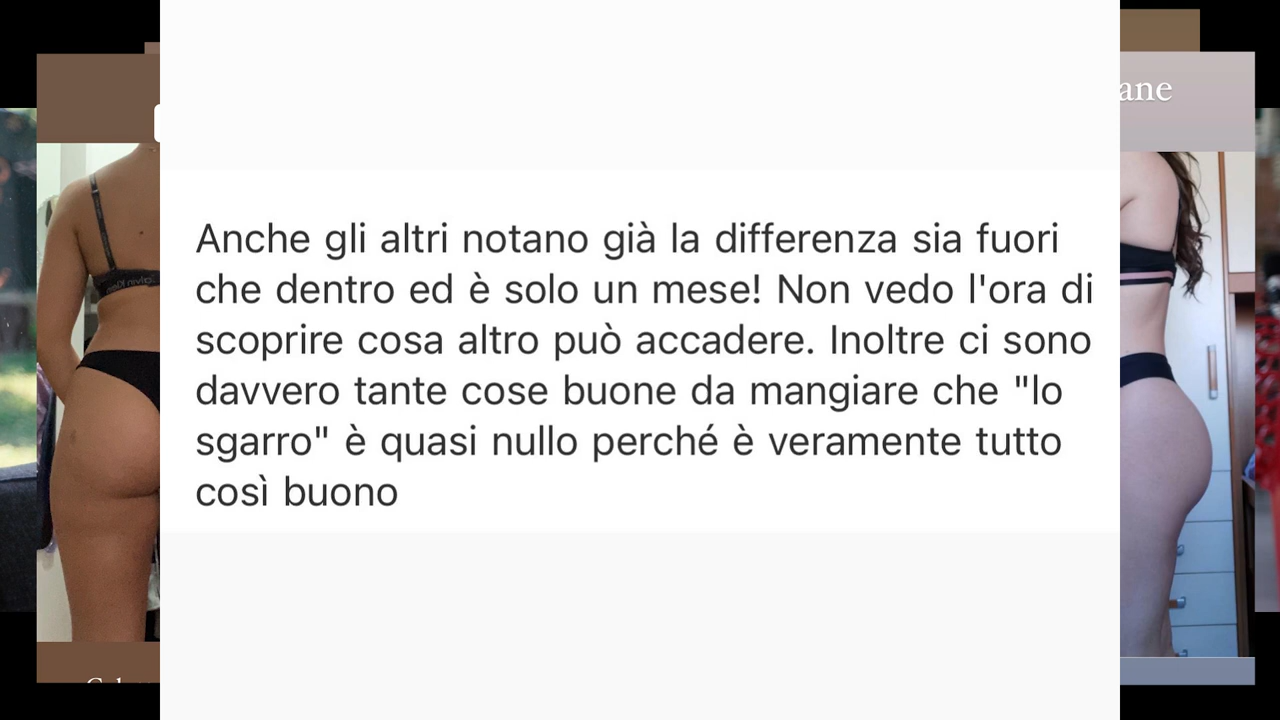 ane
Anche gli altri notano già la differenza sia fuori
che dentro ed è solo un mese! Non vedo l'ora di
scoprire cosa altro può accadere. Inoltre ci sono
davvero tante cose buone da mangiare che "lo
sgarro" è quasi nullo perché è veramente tutto
così buono